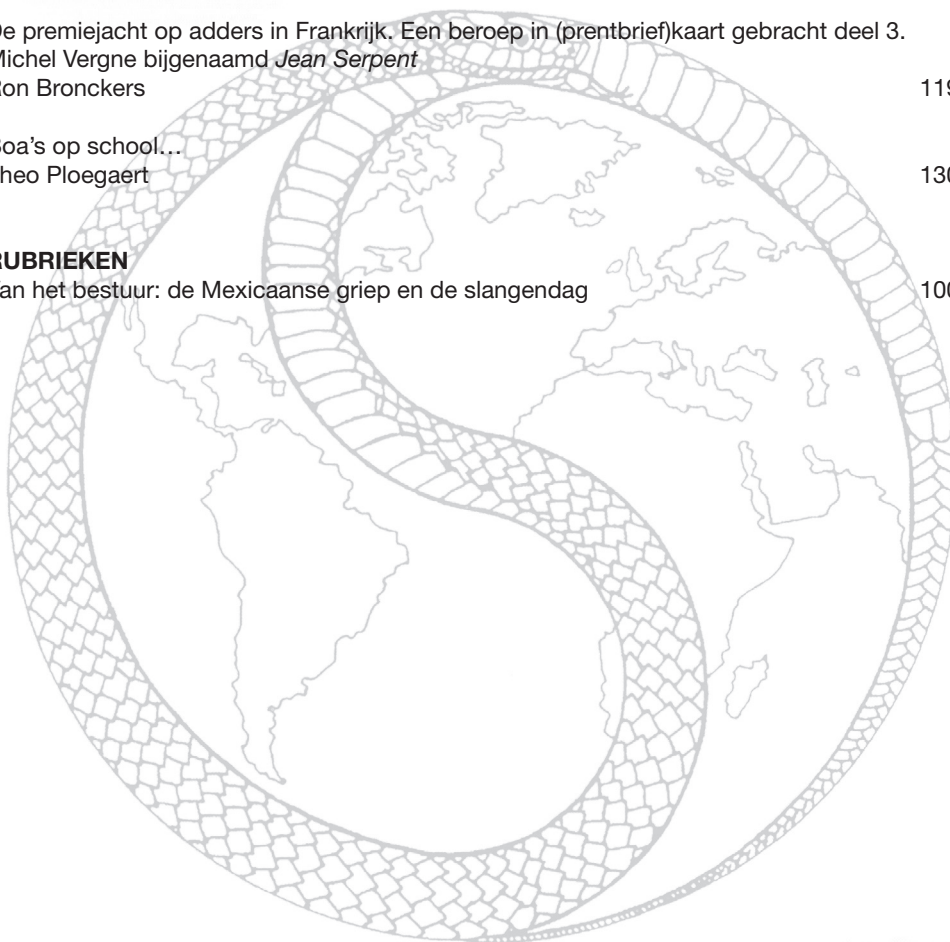 De premiejacht op adders in Frankrijk. Een beroep in (prentbrief)kaart gebracht deel 3.
Michel Vergne bijgenaamd Jean Serpent
Ron Bronckers 119
Boa's op school…
Theo Ploegaert 130
RUBRIEKEN
Van het bestuur: de Mexicaanse griep en de slangendag 100